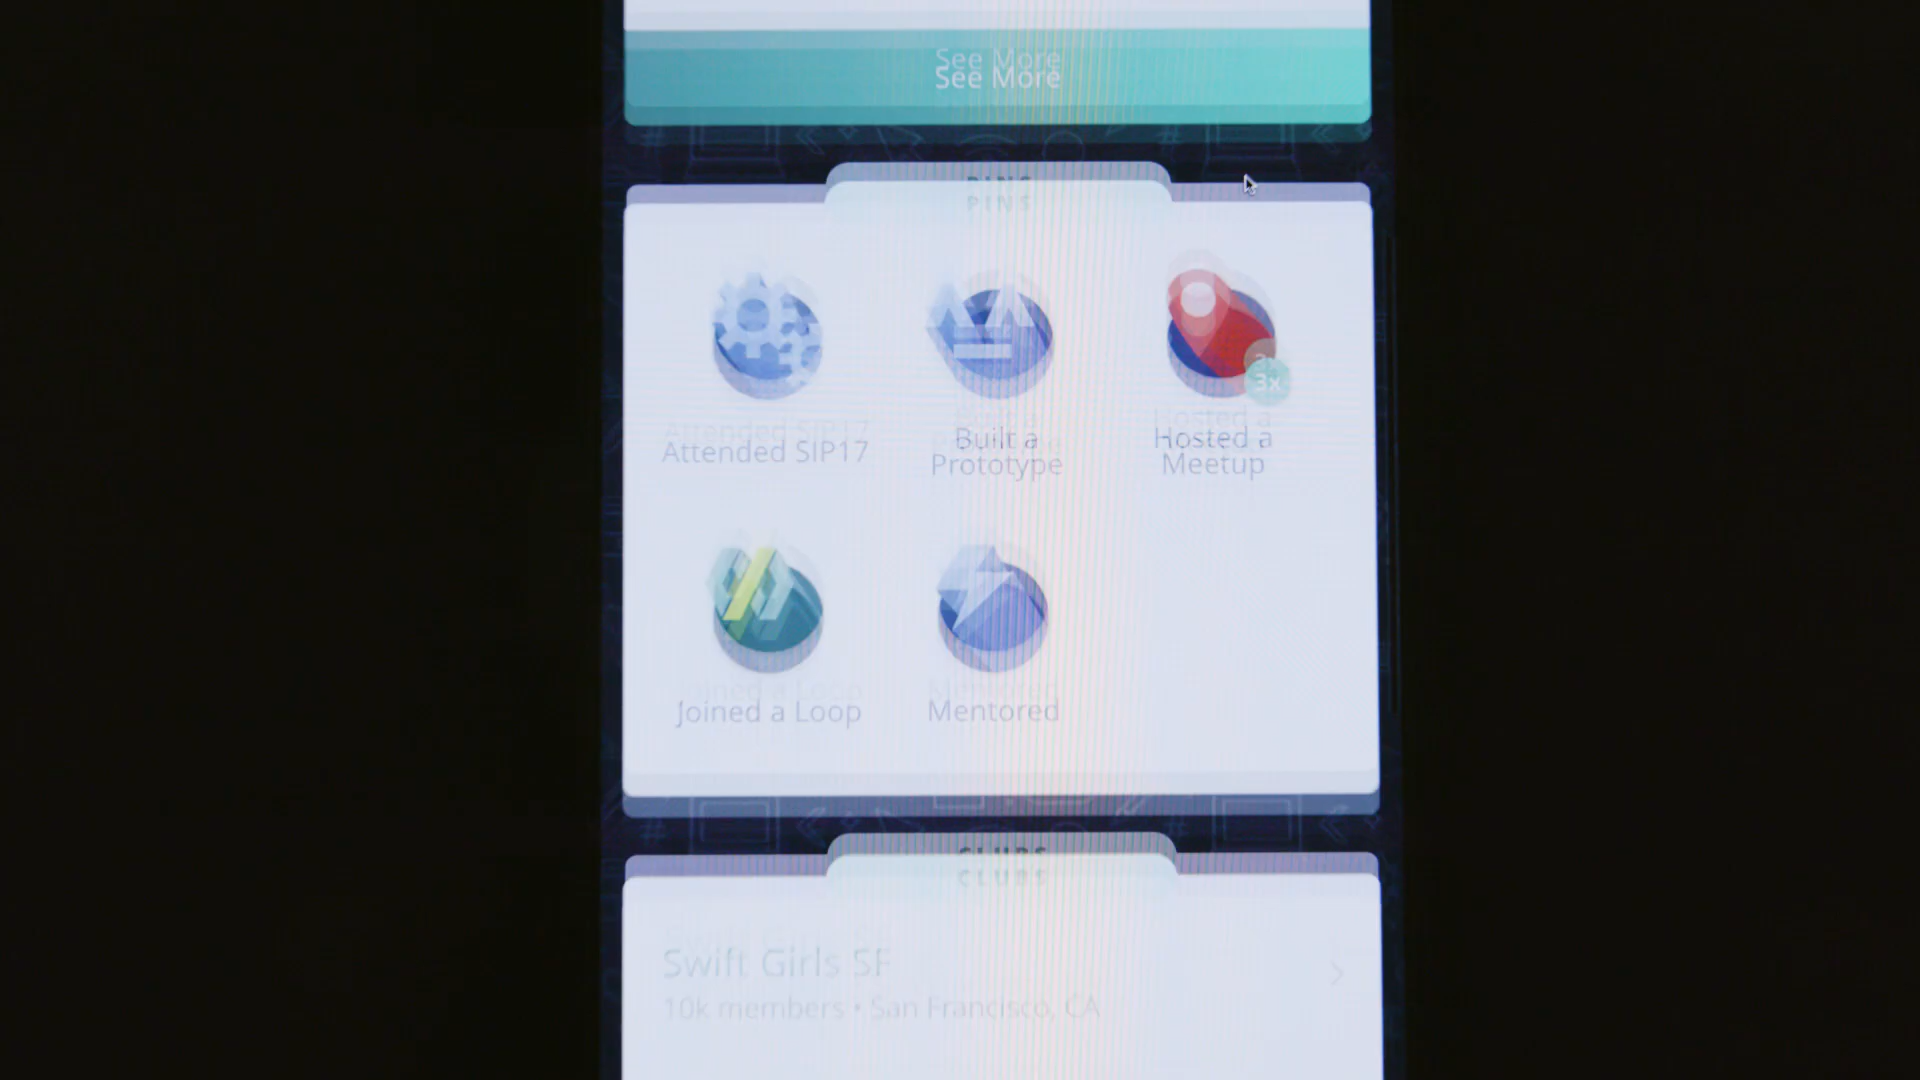 See More
PINS
3x
Attended SIP17
Built a
Prototype
Hosted a
Meetup
Joined a Loop
Mentored
CLUBS
Swift Girls SF
10k members • San Francisco, CA